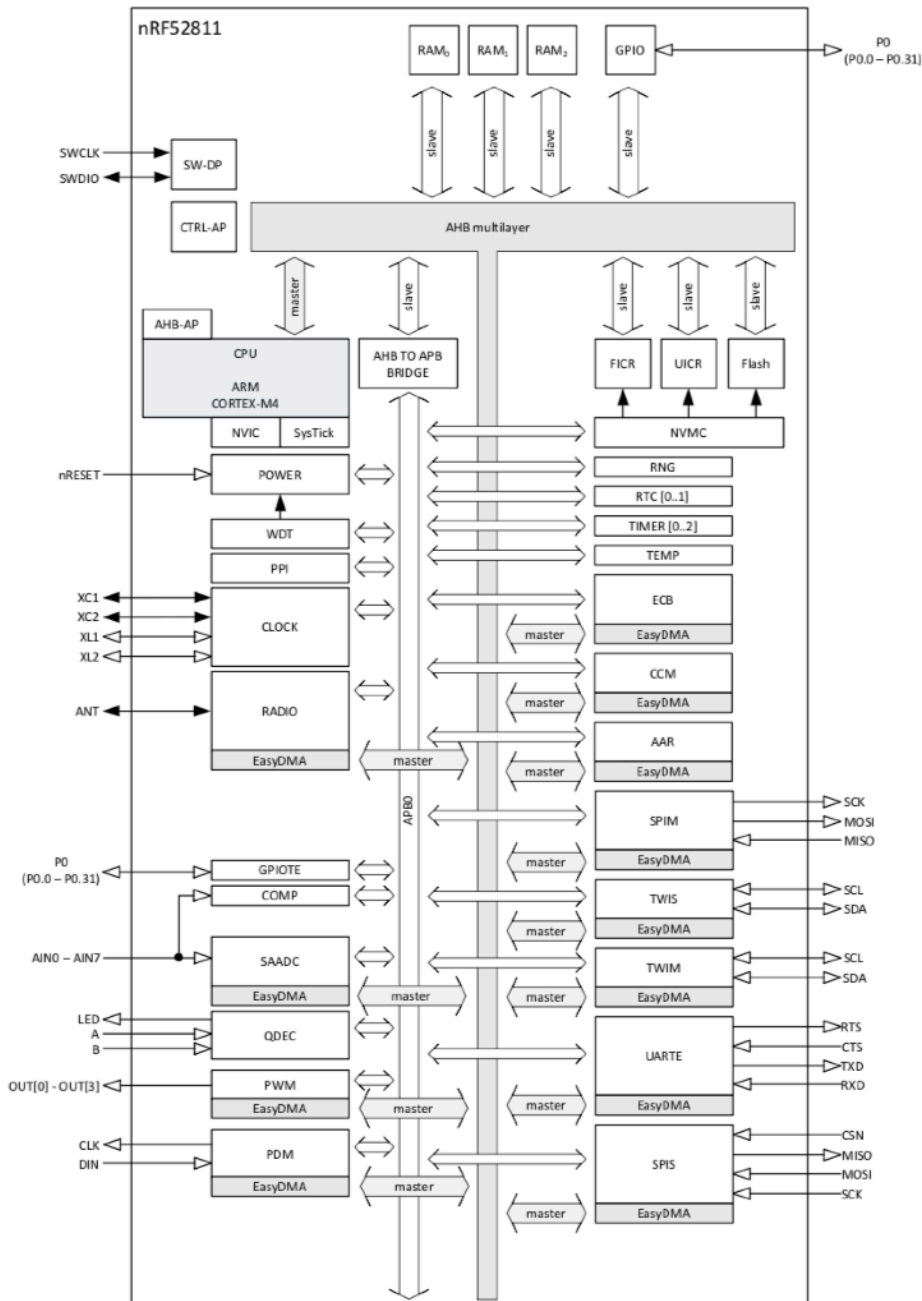 nRF52811
RAM0
RAM1
RAM2
GPIO
P0
(P0.0 – P0.31)
slave
slave
slave
slave
SWCLK
SWDIO
SW-DP
CTRL-AP
AHB multilayer
master
slave
slave
slave
slave
AHB-AP
CPU
ARM
CORTEX-M4
NVIC
SysTick
AHB TO APB
BRIDGE
FICR
UICR
Flash
NVMC
nRESET
POWER
RNG
RTC [0..1]
WDT
TIMER [0..2]
PPI
TEMP
XC1
XC2
XL1
XL2
CLOCK
ECB
master
EasyDMA
ANT
RADIO
EasyDMA
master
CCM
master
EasyDMA
AAR
master
EasyDMA
APB0
SPIM
master
EasyDMA
SCK
MOSI
MISO
P0
(P0.0 – P0.31)
GPIOTE
COMP
TWIS
master
EasyDMA
SCL
SDA
AIN0 – AIN7
SAADC
EasyDMA
master
TWIM
master
EasyDMA
SCL
SDA
LED
A
B
QDEC
UARTE
master
EasyDMA
RTS
CTS
TXD
RXD
OUT[0] - OUT[3]
PWM
EasyDMA
master
CLK
DIN
PDM
EasyDMA
master
SPIS
master
EasyDMA
CSN
MISO
MOSI
SCK